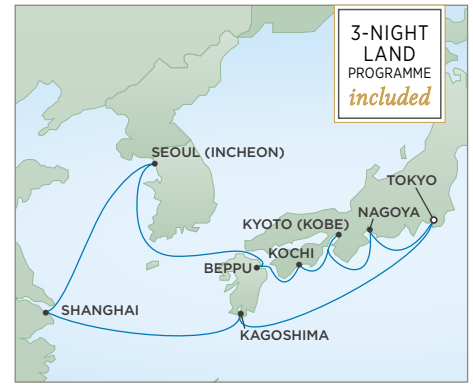 3-NIGHT
LAND
PROGRAMME
included
SEOUL (INCHEON)
TOKYO
NAGOYA
KYOTO (KOBE)
KOCHI
BEPPU
SHANGHAI
KAGOSHIMA